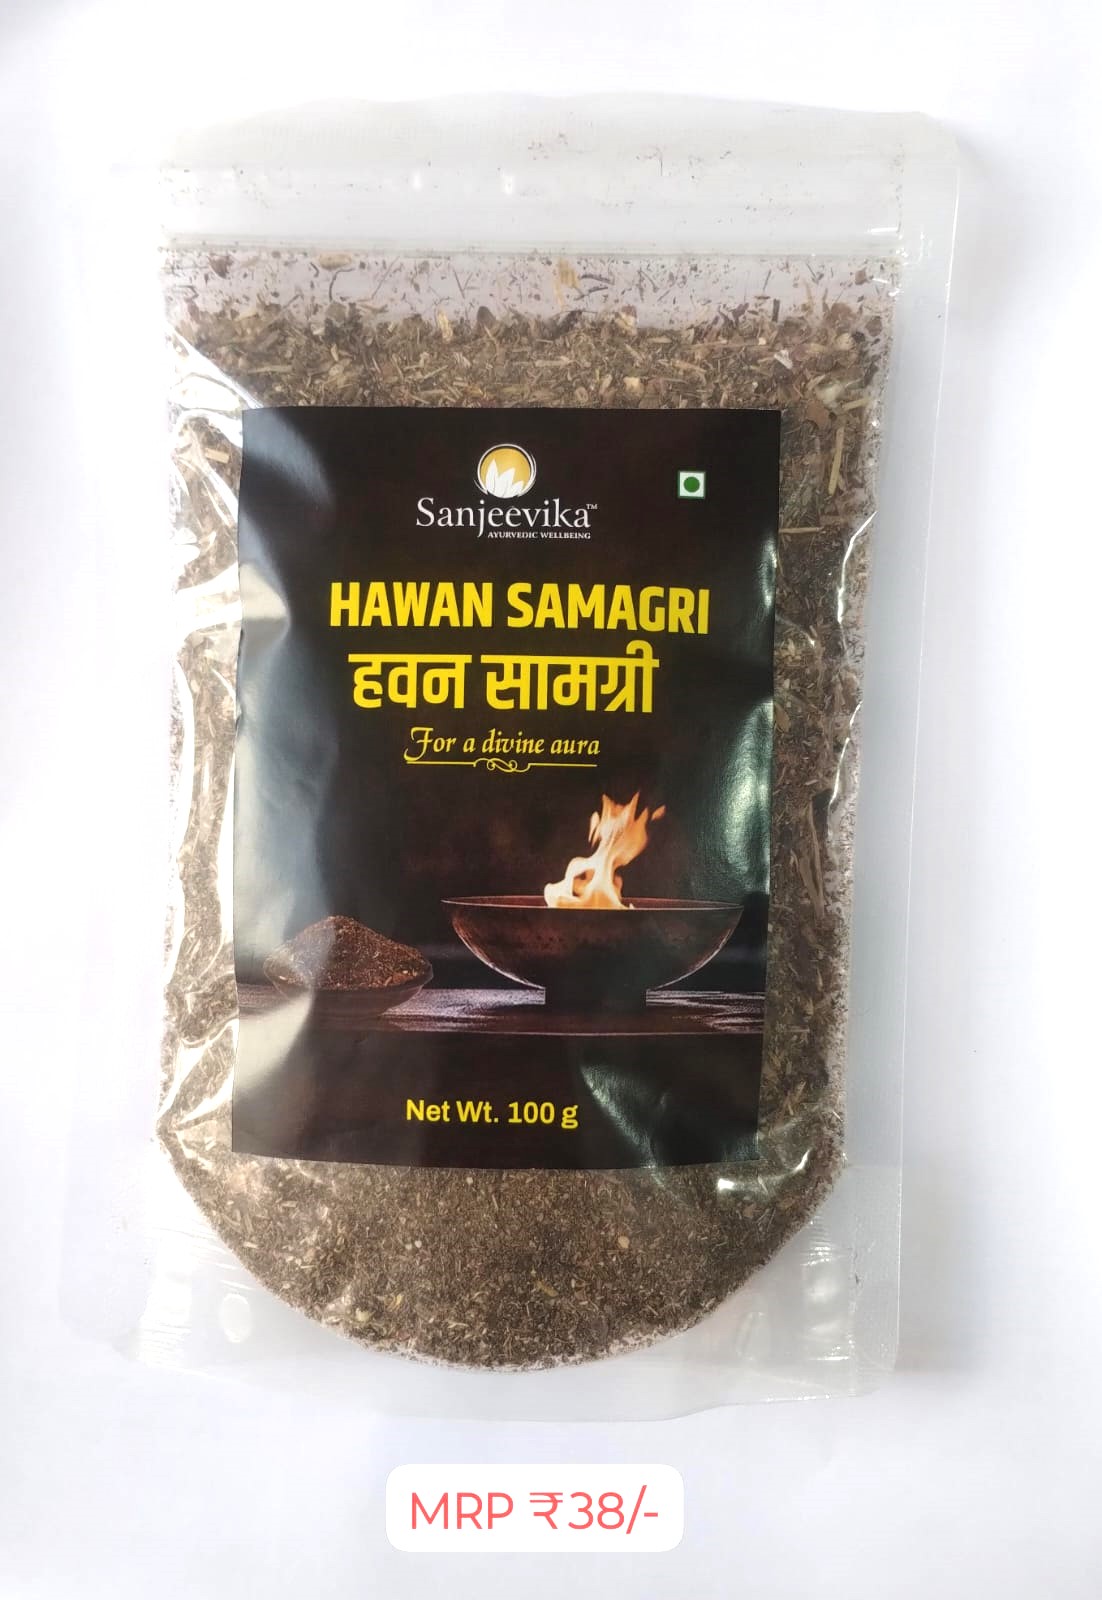 Sanjeevika™
AYURVEDIC WELLBEING
HAWAN SAMAGRI
हवन सामग्री
For a divine aura
Net Wt. 100 g
MRP ₹38/-